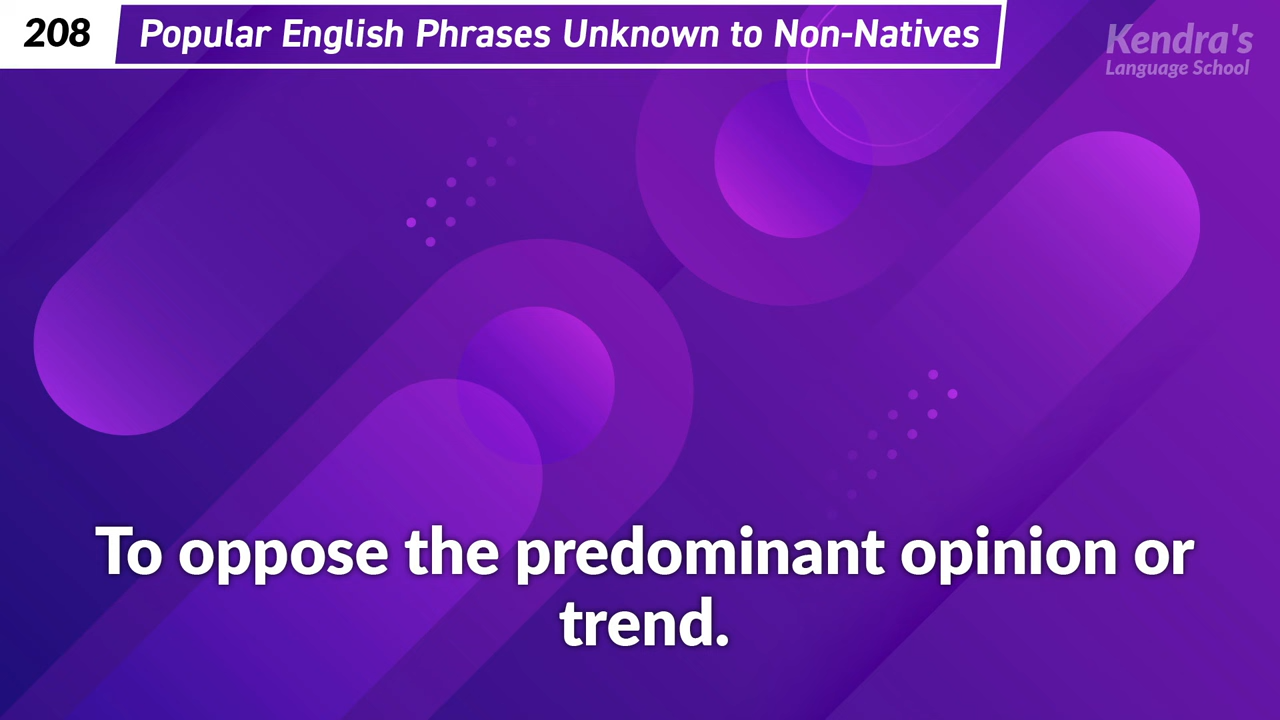 208 Popular English Phrases Unknown to Non-Natives
Kendra's
Language School
To oppose the predominant opinion or
trend.